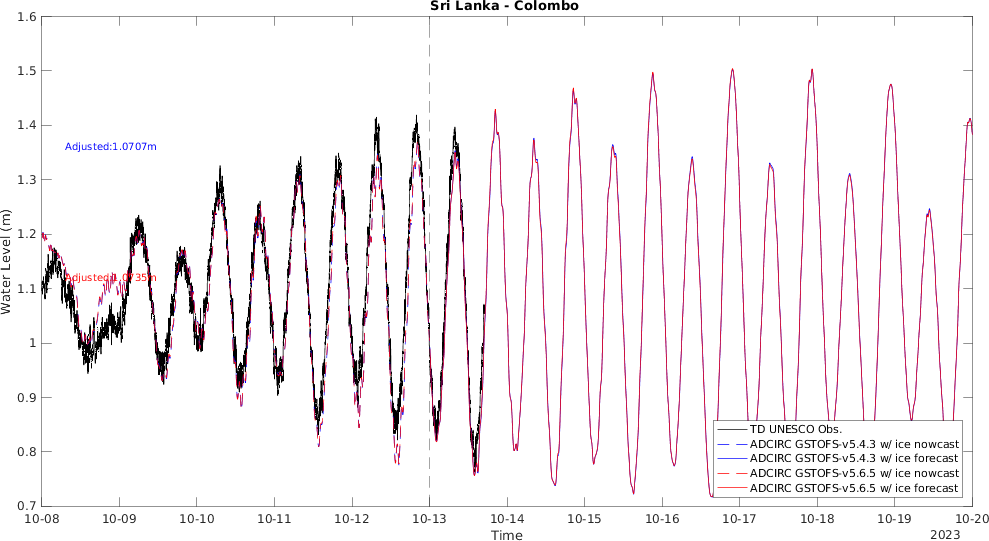 Sri Lanka - Colombo
1.6
1.5
1.4
1.3
1.2
1.1
1
0.9
0.8
0.7
Water Level (m)
Adjusted:1.0707m
Adjusted:1.0735m
TD UNESCO Obs.
ADCIRC GSTOFS-v5.4.3 w/ ice nowcast
ADCIRC GSTOFS-v5.4.3 w/ ice forecast
ADCIRC GSTOFS-v5.6.5 w/ ice nowcast
ADCIRC GSTOFS-v5.6.5 w/ ice forecast
10-08 10-09 10-10 10-11 10-12 10-13 10-14 10-15 10-16 10-17 10-18 10-19 10-20
Time
2023